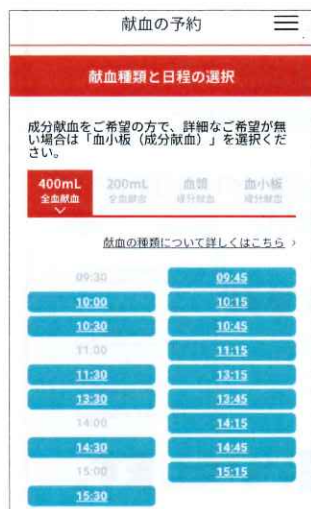 献血の予約
献血種類と日程の選択
成分献血をご希望の方で、詳細なご希望が無
い場合は「血小板（成分献血）」を選択くだ
さい。
400mL 200mL 血漿 血小板
全血献血 全血献血 成分献血 成分献血
献血の種類について詳しくはこちら ›
09:30 09:45
10:00 10:15
10:30 10:45
11:00 11:15
11:30 13:15
13:30 13:45
14:00 14:15
14:30 14:45
15:00 15:15
15:30